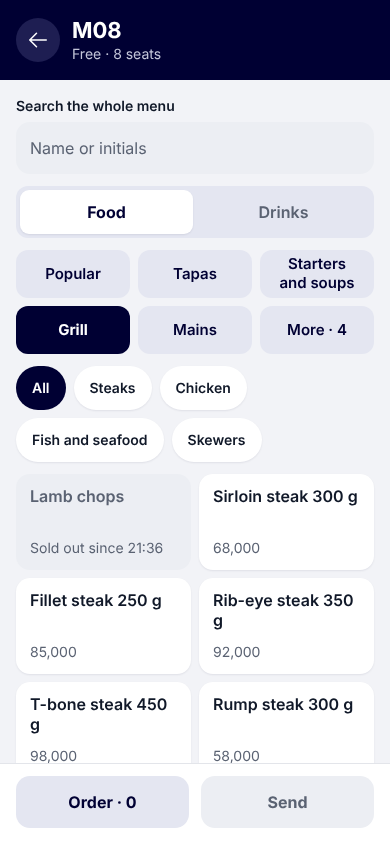 M08
Free · 8 seats
Search the whole menu
Name or initials
Food
Drinks
Popular
Tapas
Starters
and soups
Grill
Mains
More · 4
All
Steaks
Chicken
Fish and seafood
Skewers
Lamb chops
Sold out since 21:36
Sirloin steak 300 g
68,000
Fillet steak 250 g
85,000
Rib-eye steak 350
g
92,000
T-bone steak 450
g
98,000
Rump steak 300 g
58,000
Order · 0
Send